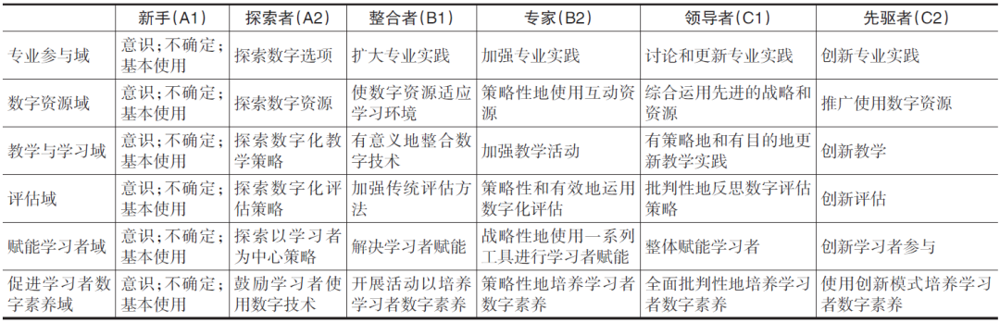 新手(A1) 探索者(A2) 整合者(B1) 专家(B2) 领导者(C1) 先驱者(C2)
专业参与域 意识;不确定;基本使用 探索数字选项 扩大专业实践 加强专业实践 讨论和更新专业实践 创新专业实践
数字资源域 意识;不确定;基本使用 探索数字资源 使数字资源适应学习环境 策略性地使用互动资源 综合运用先进的战略和资源 推广使用数字资源
教学与学习域 意识;不确定;基本使用 探索数字化教学策略 有意义地整合数字技术 加强教学活动 有策略地和有目的地更新教学实践 创新教学
评估域 意识;不确定;基本使用 探索数字化评估策略 加强传统评估方法 策略性和有效地运用数字化评估 批判性地反思数字评估策略 创新评估
赋能学习者域 意识;不确定;基本使用 探索以学习者为中心策略 解决学习者赋能 战略性地使用一系列工具进行学习者赋能 整体赋能学习者 创新学习者参与
促进学习者数字素养域 意识;不确定;基本使用 鼓励学习者使用数字技术 开展活动以培养学习者数字素养 策略性地培养学习者数字素养 全面批判性地培养学习者数字素养 使用创新模式培养学习者数字素养